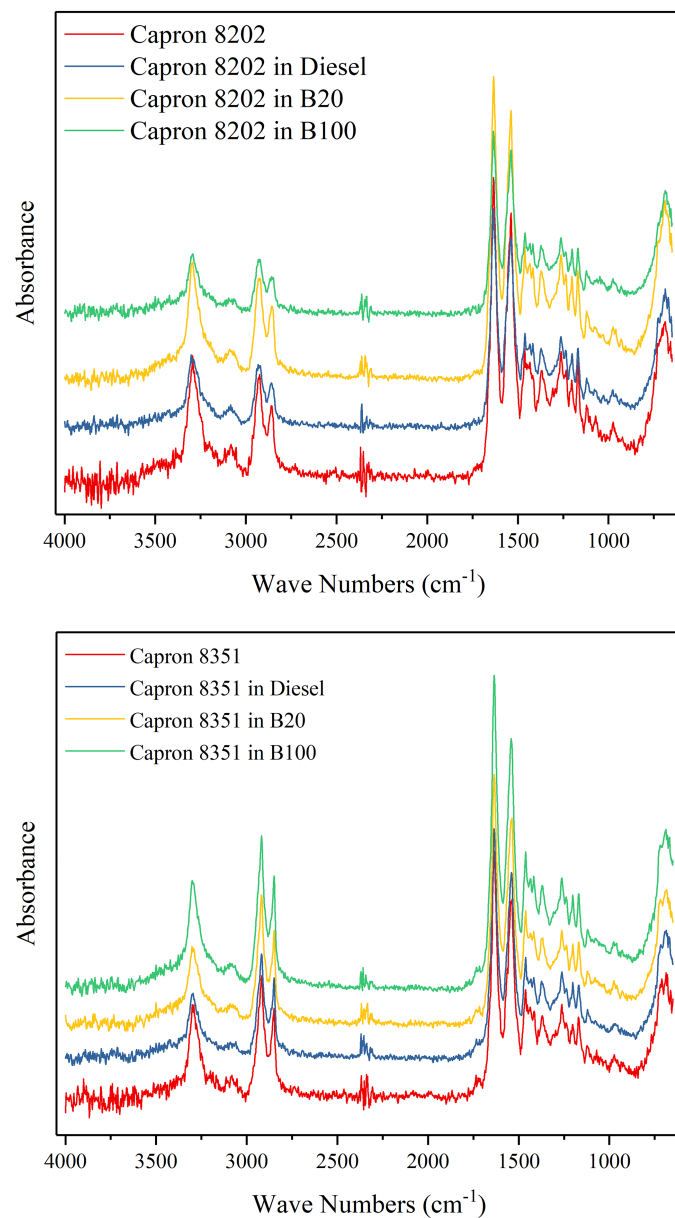 Capron 8202
Capron 8202 in Diesel
Capron 8202 in B20
Capron 8202 in B100
Absorbance
4000 3500 3000 2500 2000 1500 1000
Wave Numbers (cm⁻¹)
Capron 8351
Capron 8351 in Diesel
Capron 8351 in B20
Capron 8351 in B100
Absorbance
4000 3500 3000 2500 2000 1500 1000
Wave Numbers (cm⁻¹)